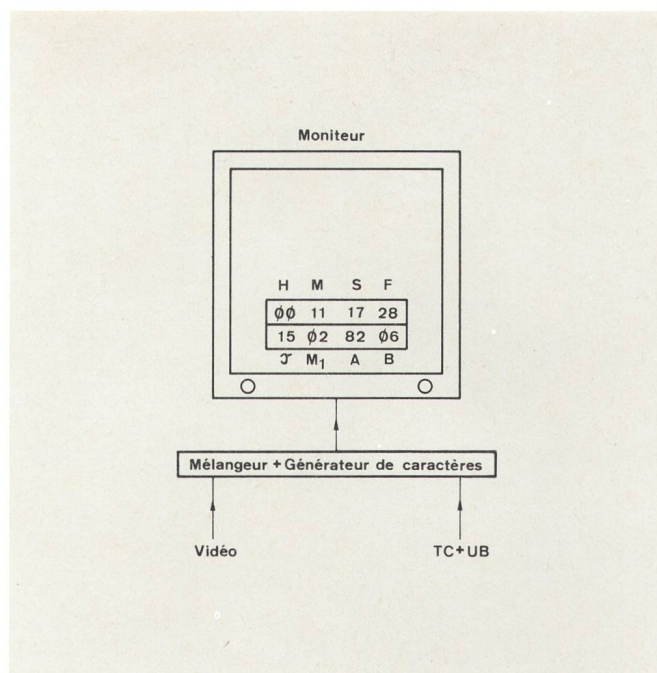 Moniteur
H M S F
ØØ 11 17 28
15 Ø2 82 Ø6
J M₁ A B
Mélangeur + Générateur de caractères
Vidéo TC+UB